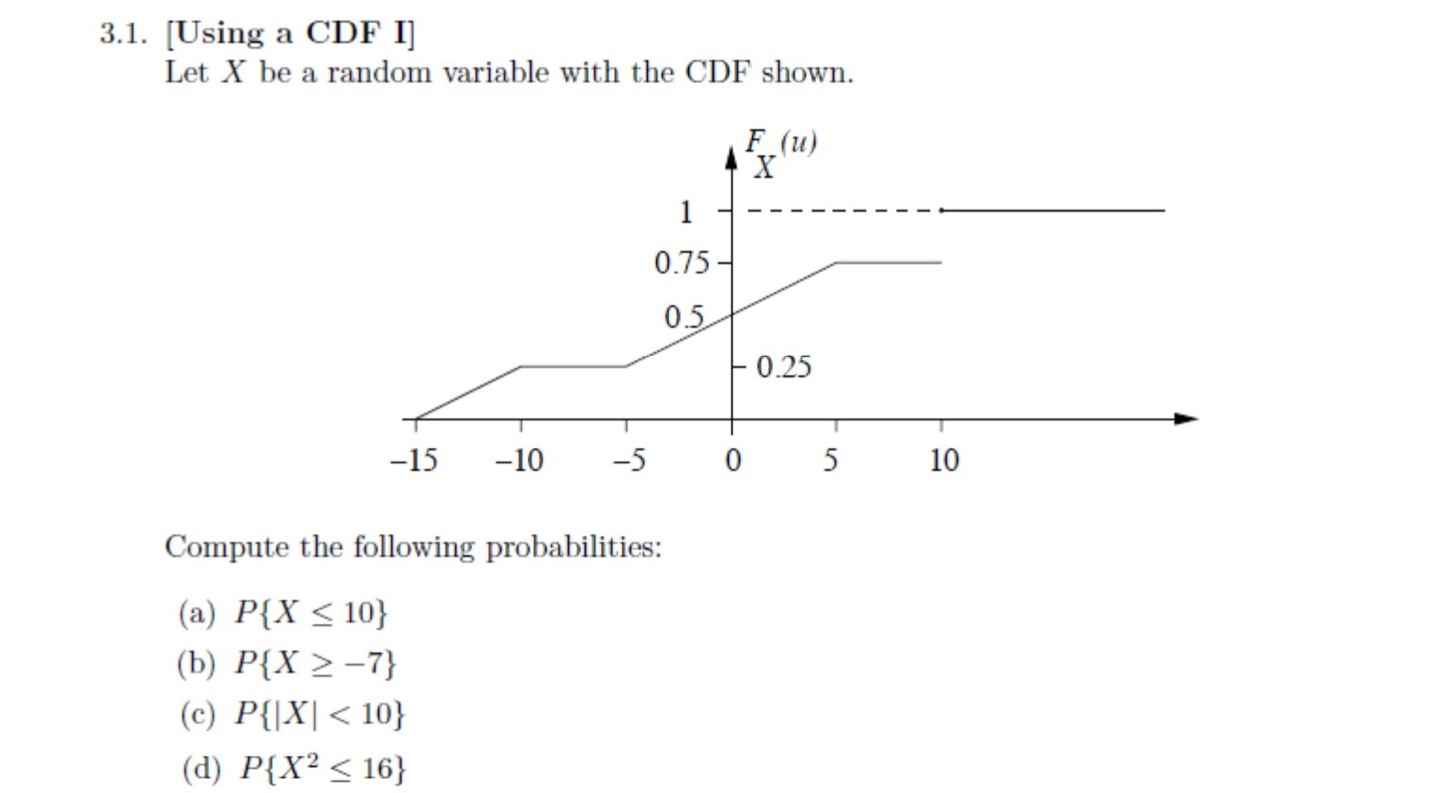 3.1. [Using a CDF I]
Let X be a random variable with the CDF shown.
F_X(u)
1
0.75
0.5
0.25
−15 −10 −5 0 5 10
Compute the following probabilities:
(a) P{X ≤ 10}
(b) P{X ≥ −7}
(c) P{|X| < 10}
(d) P{X² ≤ 16}